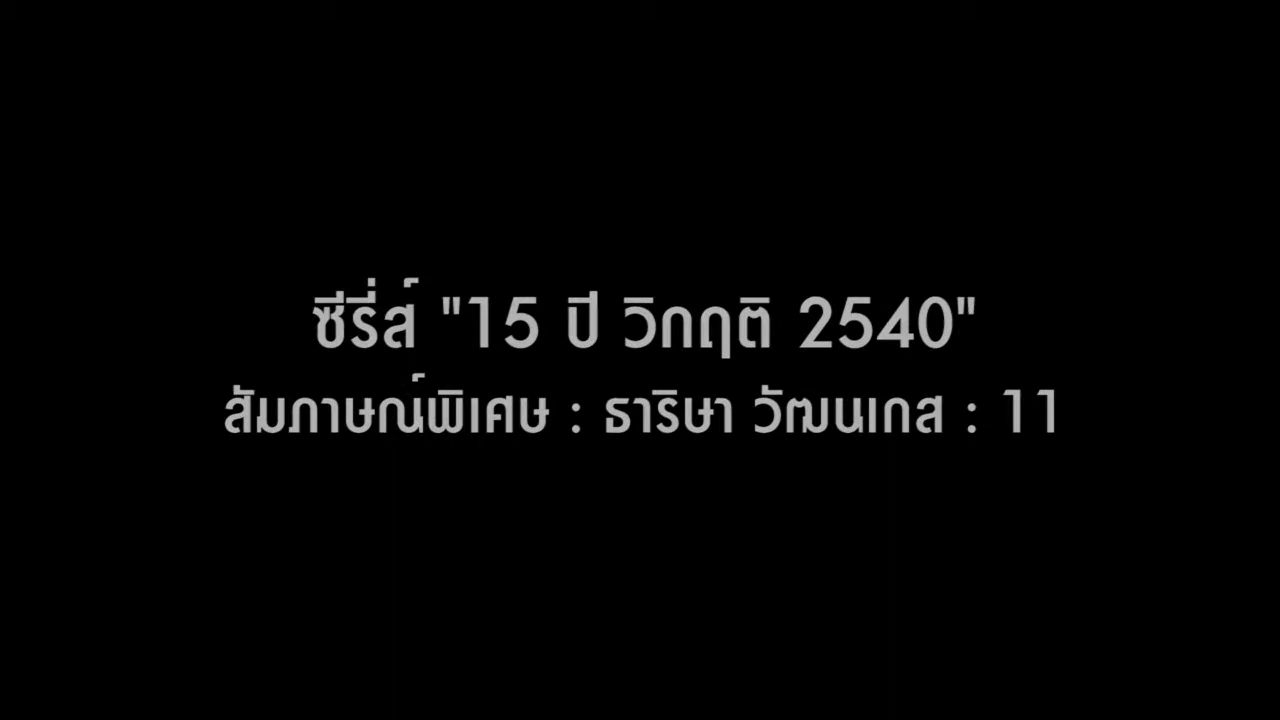 ซีรี่ส์ "15 ปี วิกฤติ 2540"
สัมภาษณ์พิเศษ : ธาริษา วัฒนเกส : 11